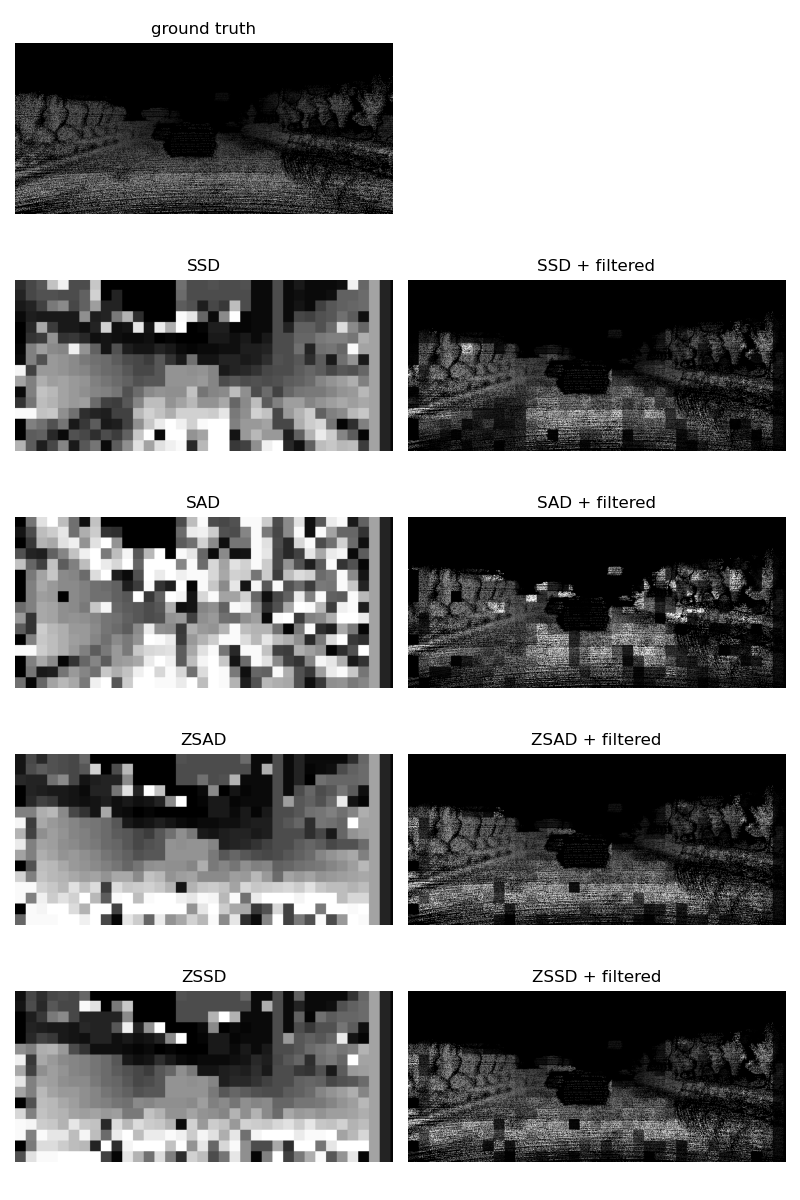 ground truth
SSD
SSD + filtered
SAD
SAD + filtered
ZSAD
ZSAD + filtered
ZSSD
ZSSD + filtered